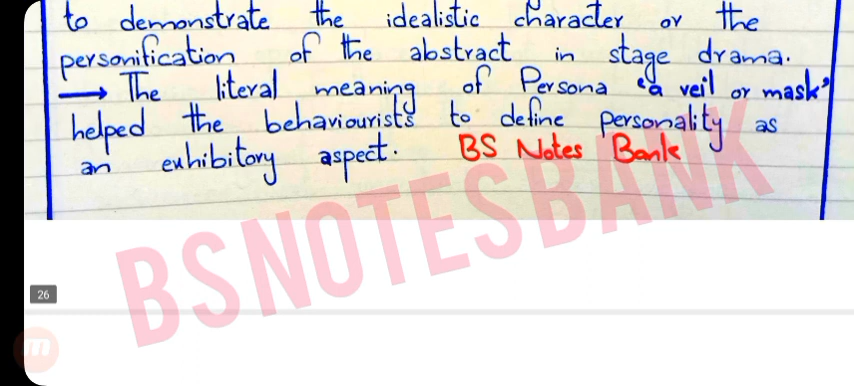 to demonstrate the idealistic character or the
personification of the abstract in stage drama.
→ The literal meaning of Persona "a veil or mask"
helped the behaviourists to define personality as
an exhibitory aspect. BS Notes Bank
BSNOTESBANK
26
m